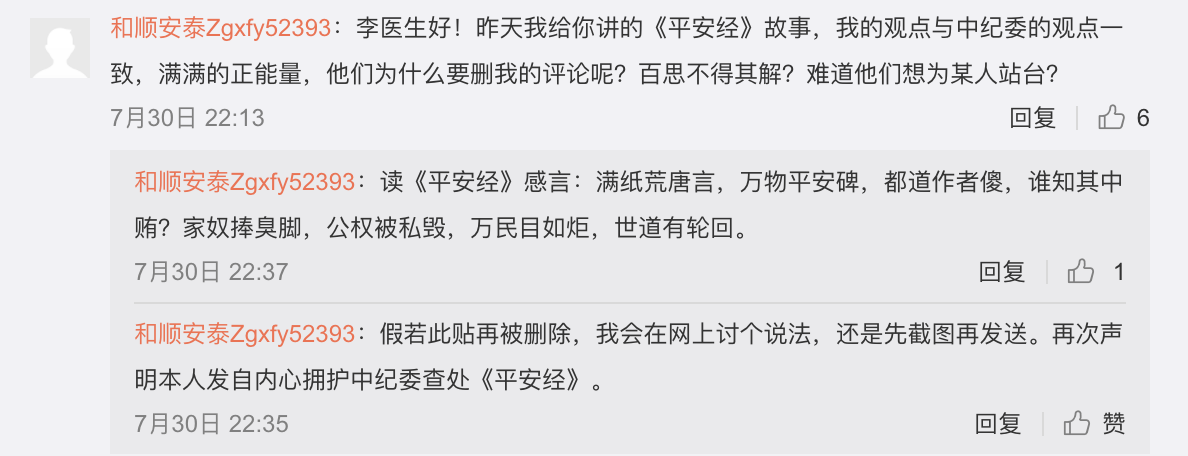 和顺安泰Zgxfy52393：李医生好！昨天我给你讲的《平安经》故事，我的观点与中纪委的观点一
致，满满的正能量，他们为什么要删我的评论呢？百思不得其解？难道他们想为某人站台？
7月30日 22:13 回复 6
和顺安泰Zgxfy52393：读《平安经》感言：满纸荒唐言，万物平安碑，都道作者傻，谁知其中
贿？家奴捧臭脚，公权被私毁，万民目如炬，世道有轮回。
7月30日 22:37 回复 1
和顺安泰Zgxfy52393：假若此贴再被删除，我会在网上讨个说法，还是先截图再发送。再次声
明本人发自内心拥护中纪委查处《平安经》。
7月30日 22:35 回复 赞